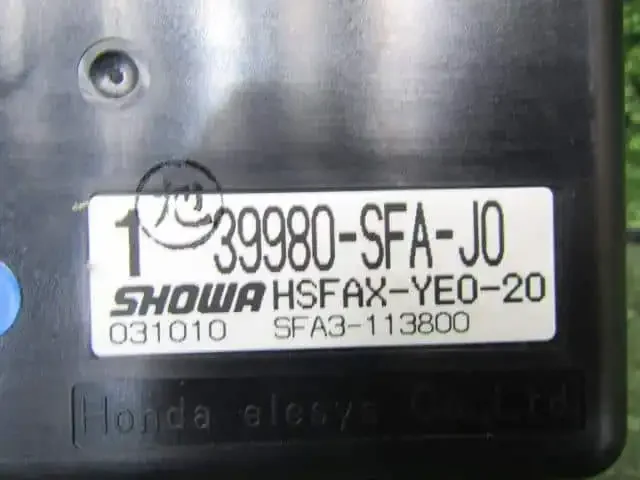 1 39980-SFA-J0
SHOWA HSFAX-YE0-20
031010 SFA3-113800
Honda elesys Co.,Ltd